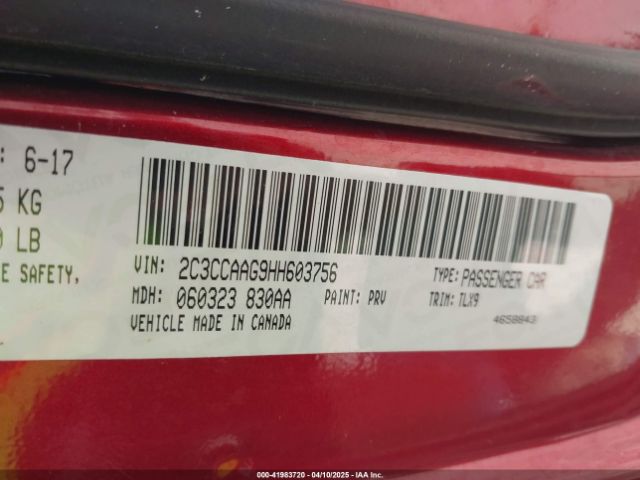 : 6-17
5 KG
0 LB
E SAFETY,
VIN: 2C3CCAAG9HH603756
TYPE: PASSENGER CAR
MDH: 060323 830AA
PAINT: PRV
TRIM: TLX9
VEHICLE MADE IN CANADA
4658843
00-41983720 - 04/10/2025 - IAA Inc.